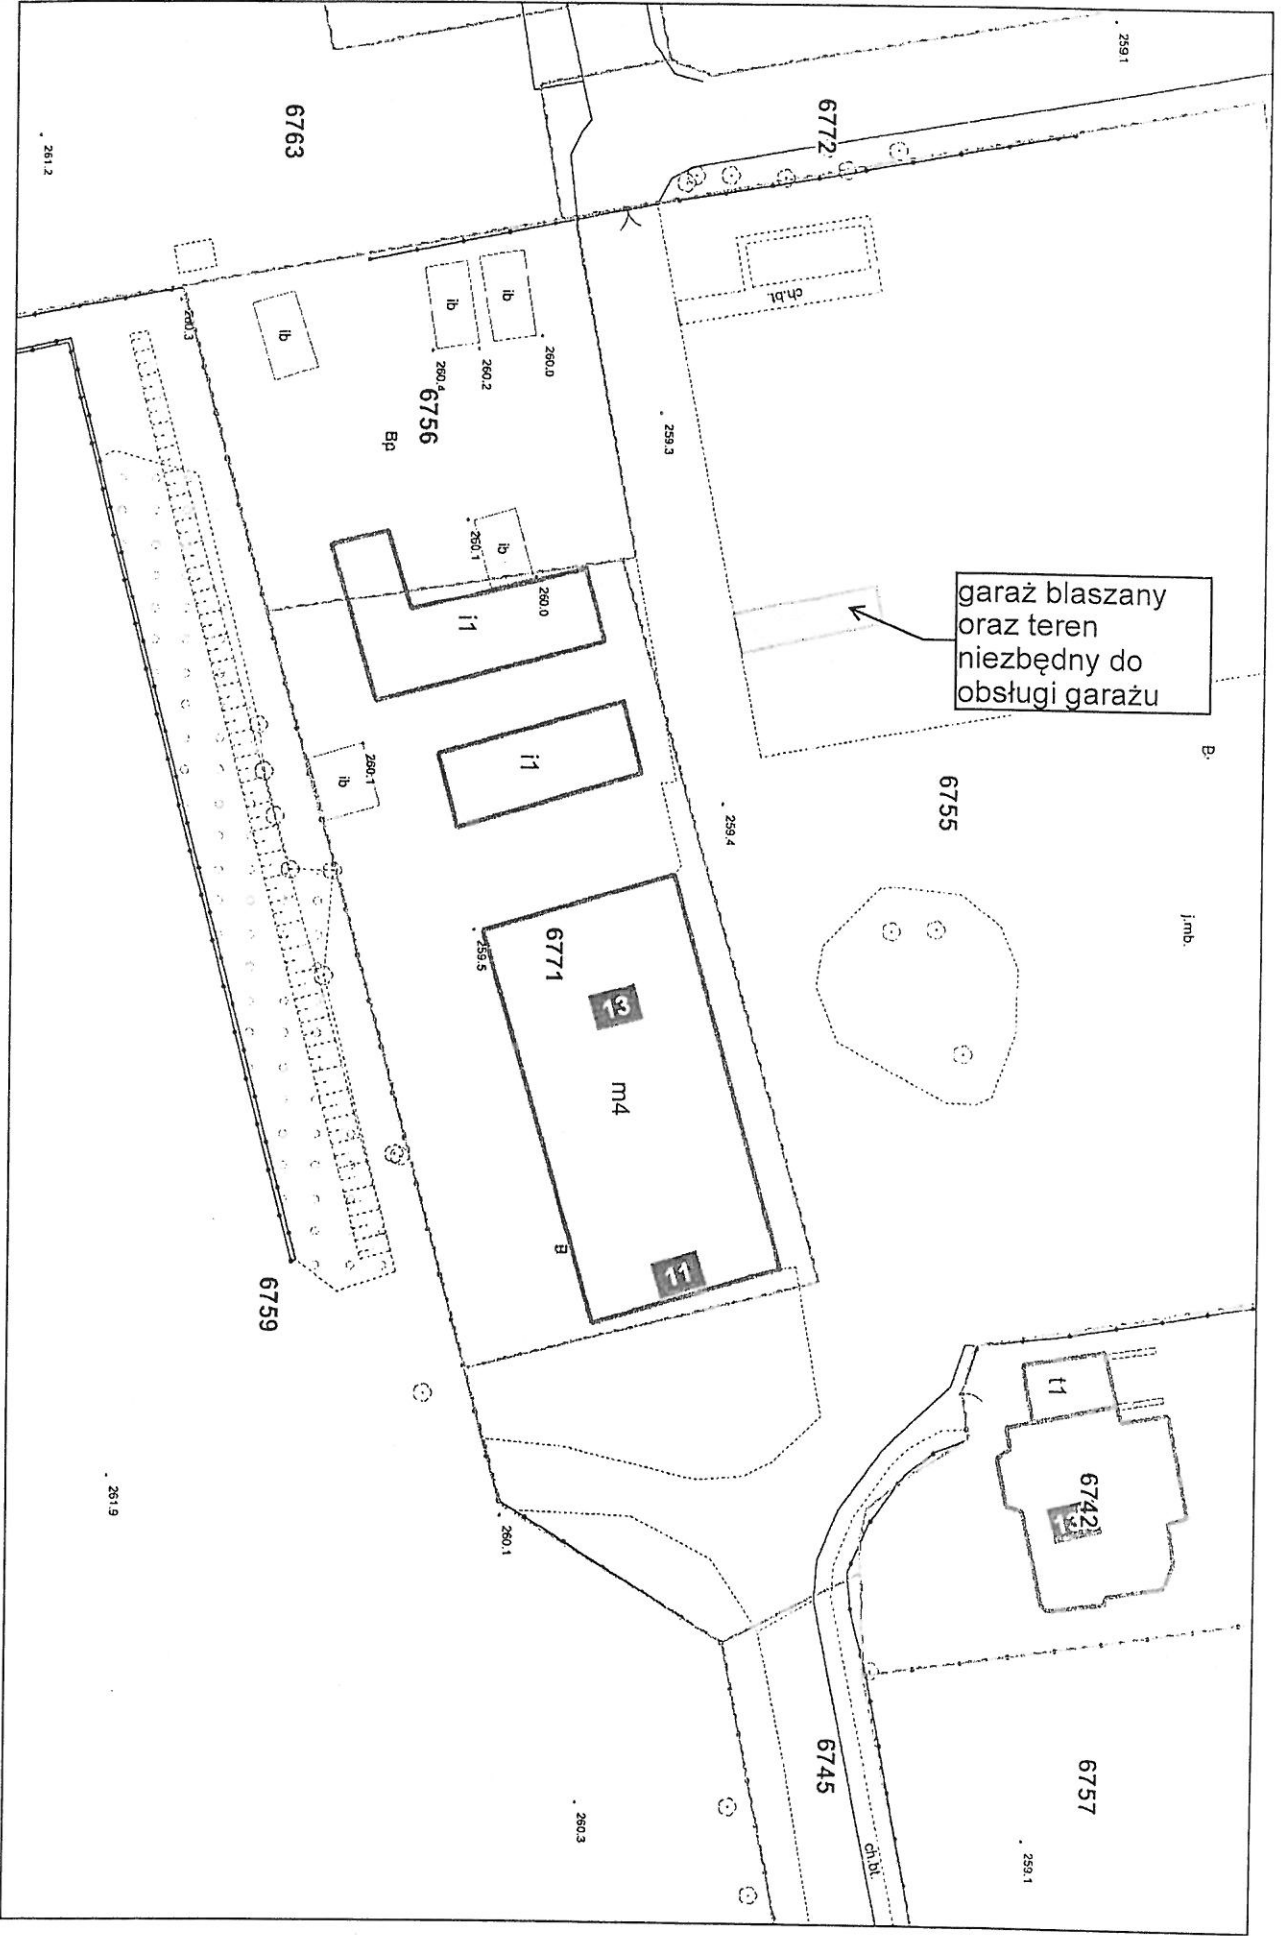 259.1
6772
6763
261.2
ch.bt.
260.3
ib
ib
ib
260.0
260.2
260.4
6756
Bp
259.3
ib
260.1
260.0
i1
garaż blaszany
oraz teren
niezbędny do
obsługi garażu
B
i1
260.1
ib
6755
259.4
j.mb.
6771
259.5
13
m4
B
11
6759
t1
6742
261.9
260.1
6745
6757
260.3
ch.bt.
259.1